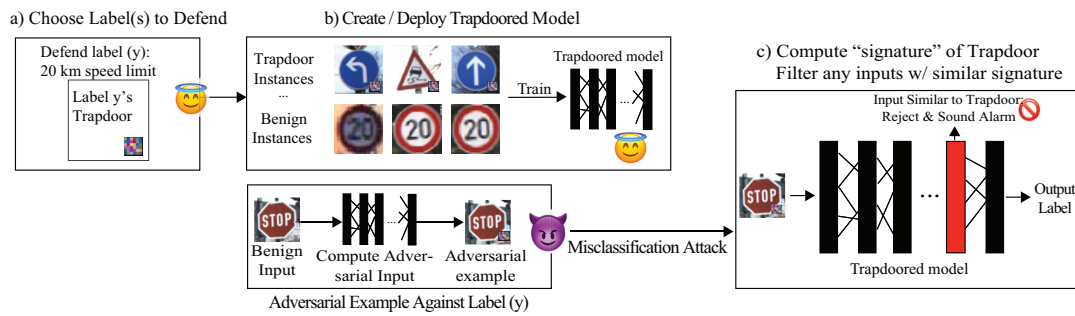 a) Choose Label(s) to Defend
Defend label (y):
20 km speed limit
Label y's
Trapdoor
b) Create / Deploy Trapdoored Model
Trapdoor
Instances
...
Benign
Instances
20
20
20
Train
Trapdoored model
...
STOP
Benign
Input
...
Compute Adver-
sarial Input
STOP
Adversarial
example
Adversarial Example Against Label (y)
Misclassification Attack
c) Compute “signature” of Trapdoor
Filter any inputs w/ similar signature
Input Similar to Trapdoor:
Reject & Sound Alarm
STOP
...
Output
Label
Trapdoored model